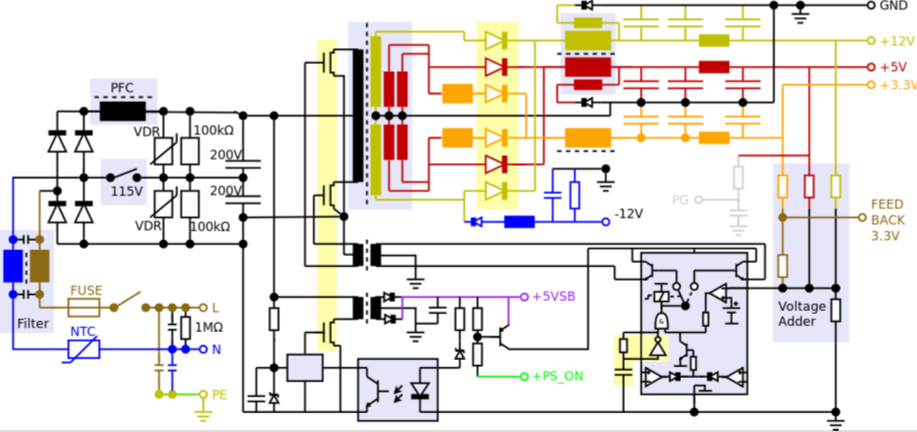 GND
+12V
+5V
+3.3V
PFC
VDR
100kΩ
200V
115V
200V
VDR
100kΩ
PG
-12V
FEED
BACK
3.3V
FUSE
L
+5VSB
Filter
1MΩ
Voltage
Adder
NTC
N
&
+PS_ON
PE